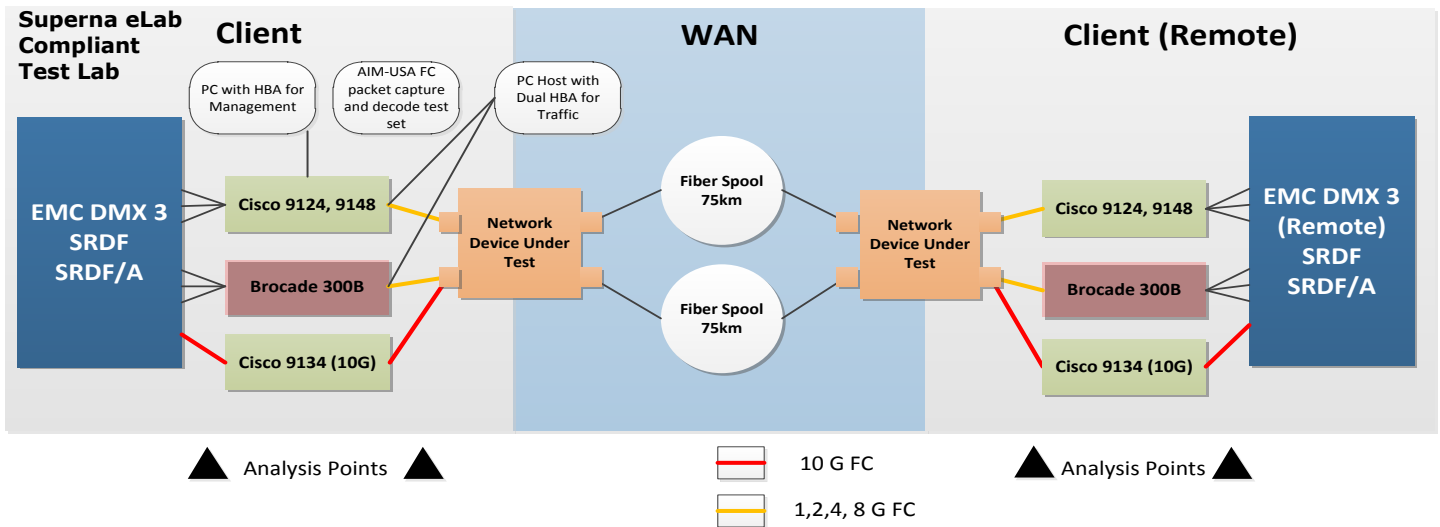 Superna eLab
Compliant
Test Lab
Client
WAN
Client (Remote)
PC with HBA for
Management
AIM-USA FC
packet capture
and decode test
set
PC Host with
Dual HBA for
Traffic
EMC DMX 3
SRDF
SRDF/A
Cisco 9124, 9148
Brocade 300B
Cisco 9134 (10G)
Network
Device Under
Test
Fiber Spool
75km
Fiber Spool
75km
Network
Device Under
Test
Cisco 9124, 9148
Brocade 300B
Cisco 9134 (10G)
EMC DMX 3
(Remote)
SRDF
SRDF/A
Analysis Points
10 G FC
1,2,4, 8 G FC
Analysis Points